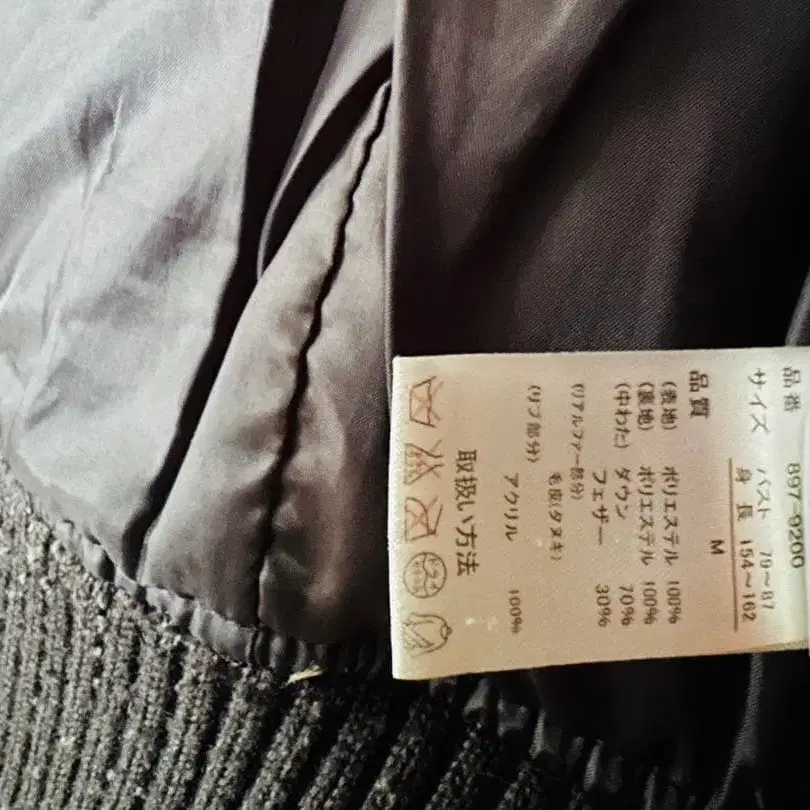 品番 897-9200
サイズ バスト 79～87
身長 154～162
M
品質
(表地) ポリエステル 100%
(裏地) ポリエステル 100%
(中わた) ダウン 70%
フェザー 30%
(リアルファー部分)
毛皮(タヌキ)
(リブ部分)
アクリル 100%
取扱い方法